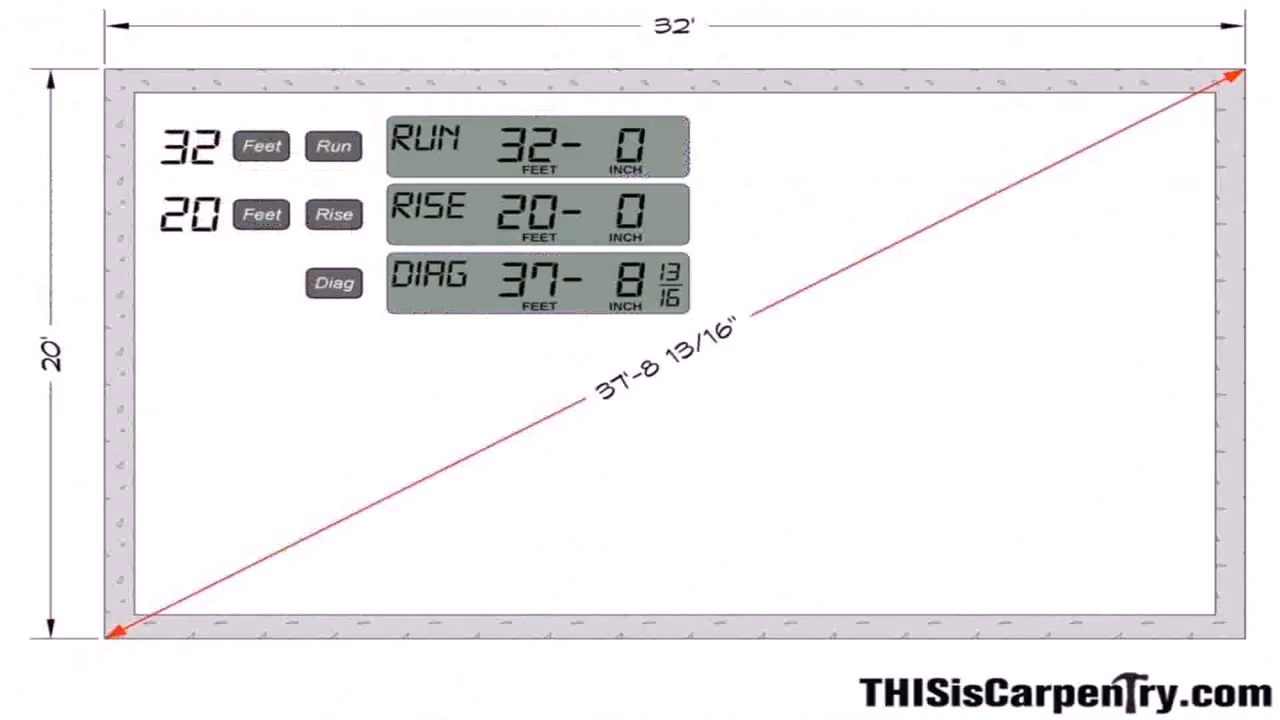 32'
32 Feet Run RUN 32- 0
FEET INCH
20 Feet Rise RISE 20- 0
FEET INCH
Diag DIAG 37- 8 13/16
FEET INCH
20'
37'-8 13/16"
THISisCarpenTry.com